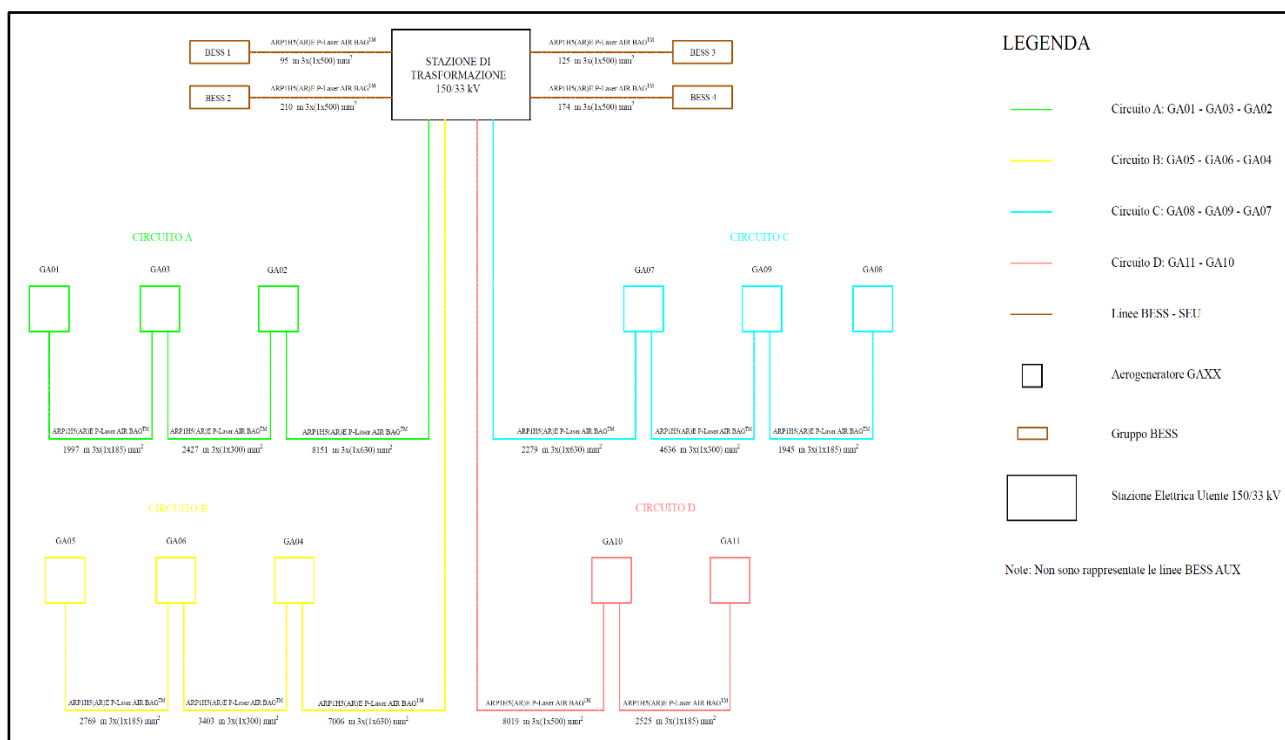 ARP1H5(AR)E P-Laser AIR BAG™
BESS 1
95 m 3x(1x500) mm²
ARP1H5(AR)E P-Laser AIR BAG™
BESS 2
210 m 3x(1x500) mm²
STAZIONE DI
TRASFORMAZIONE
150/33 kV
ARP1H5(AR)E P-Laser AIR BAG™
BESS 3
125 m 3x(1x500) mm²
ARP1H5(AR)E P-Laser AIR BAG™
BESS 4
174 m 3x(1x500) mm²
CIRCUITO A
GA01
GA03
GA02
ARP1H5(AR)E P-Laser AIR BAG™
1997 m 3x(1x185) mm²
ARP1H5(AR)E P-Laser AIR BAG™
2427 m 3x(1x300) mm²
ARP1H5(AR)E P-Laser AIR BAG™
8151 m 3x(1x630) mm²
CIRCUITO C
GA07
GA09
GA08
ARP1H5(AR)E P-Laser AIR BAG™
2279 m 3x(1x630) mm²
ARP1H5(AR)E P-Laser AIR BAG™
4636 m 3x(1x300) mm²
ARP1H5(AR)E P-Laser AIR BAG™
1945 m 3x(1x185) mm²
CIRCUITO B
GA05
GA06
GA04
ARP1H5(AR)E P-Laser AIR BAG™
2769 m 3x(1x185) mm²
ARP1H5(AR)E P-Laser AIR BAG™
3403 m 3x(1x300) mm²
ARP1H5(AR)E P-Laser AIR BAG™
7006 m 3x(1x630) mm²
CIRCUITO D
GA10
GA11
ARP1H5(AR)E P-Laser AIR BAG™
8019 m 3x(1x500) mm²
ARP1H5(AR)E P-Laser AIR BAG™
2525 m 3x(1x185) mm²
LEGENDA
Circuito A: GA01 - GA03 - GA02
Circuito B: GA05 - GA06 - GA04
Circuito C: GA08 - GA09 - GA07
Circuito D: GA11 - GA10
Linee BESS - SEU
Aerogeneratore GAXX
Gruppo BESS
Stazione Elettrica Utente 150/33 kV
Note: Non sono rappresentate le linee BESS AUX